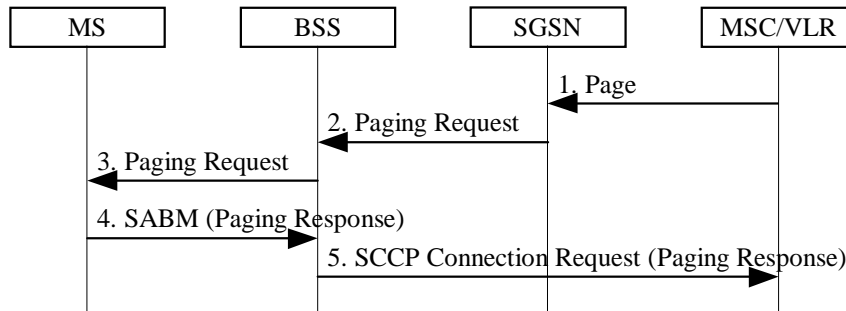 MS BSS SGSN MSC/VLR
1. Page
2. Paging Request
3. Paging Request
4. SABM (Paging Response)
5. SCCP Connection Request (Paging Response)